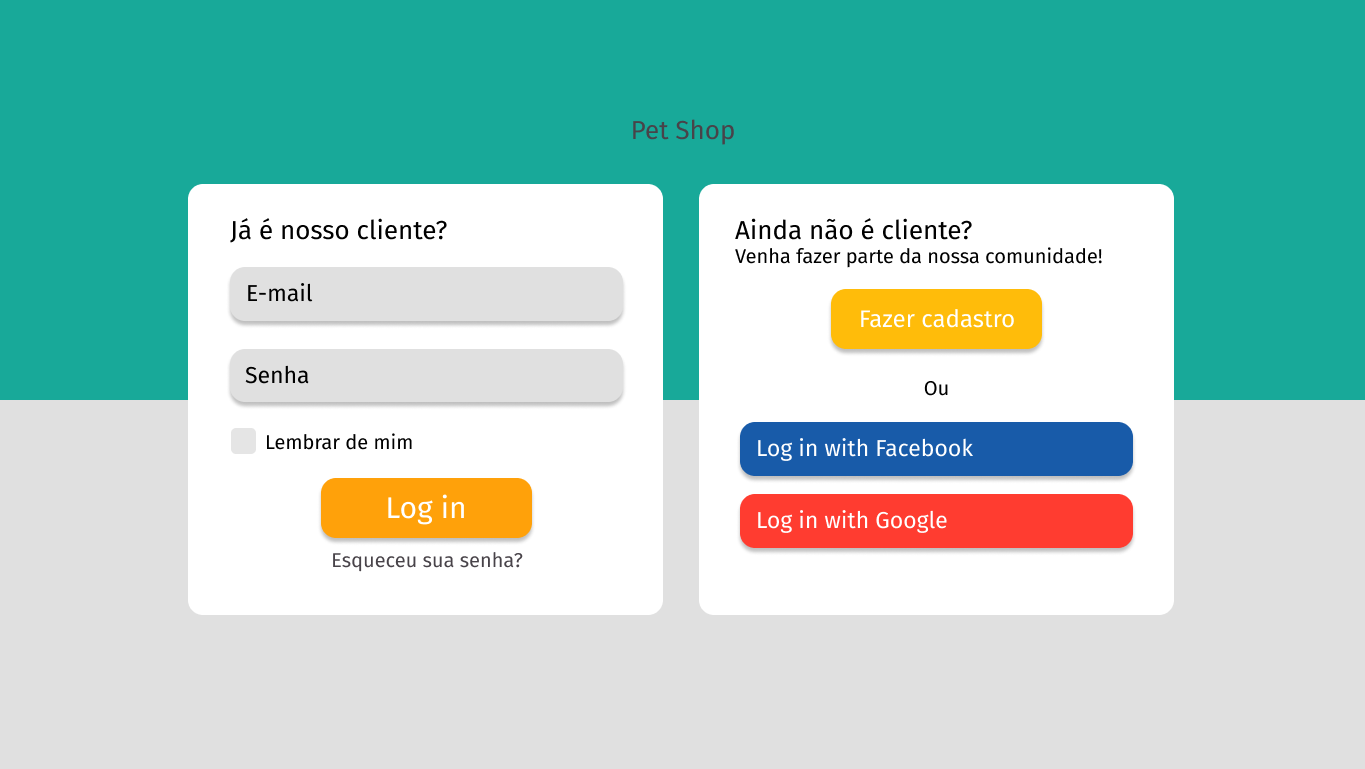 Pet Shop
Já é nosso cliente?
E-mail
Senha
Lembrar de mim
Log in
Esqueceu sua senha?
Ainda não é cliente?
Venha fazer parte da nossa comunidade!
Fazer cadastro
Ou
Log in with Facebook
Log in with Google